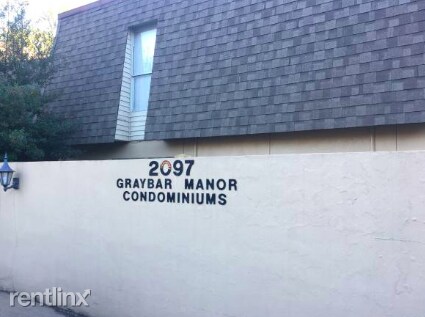 2097
GRAYBAR MANOR
CONDOMINIUMS
rentlinx